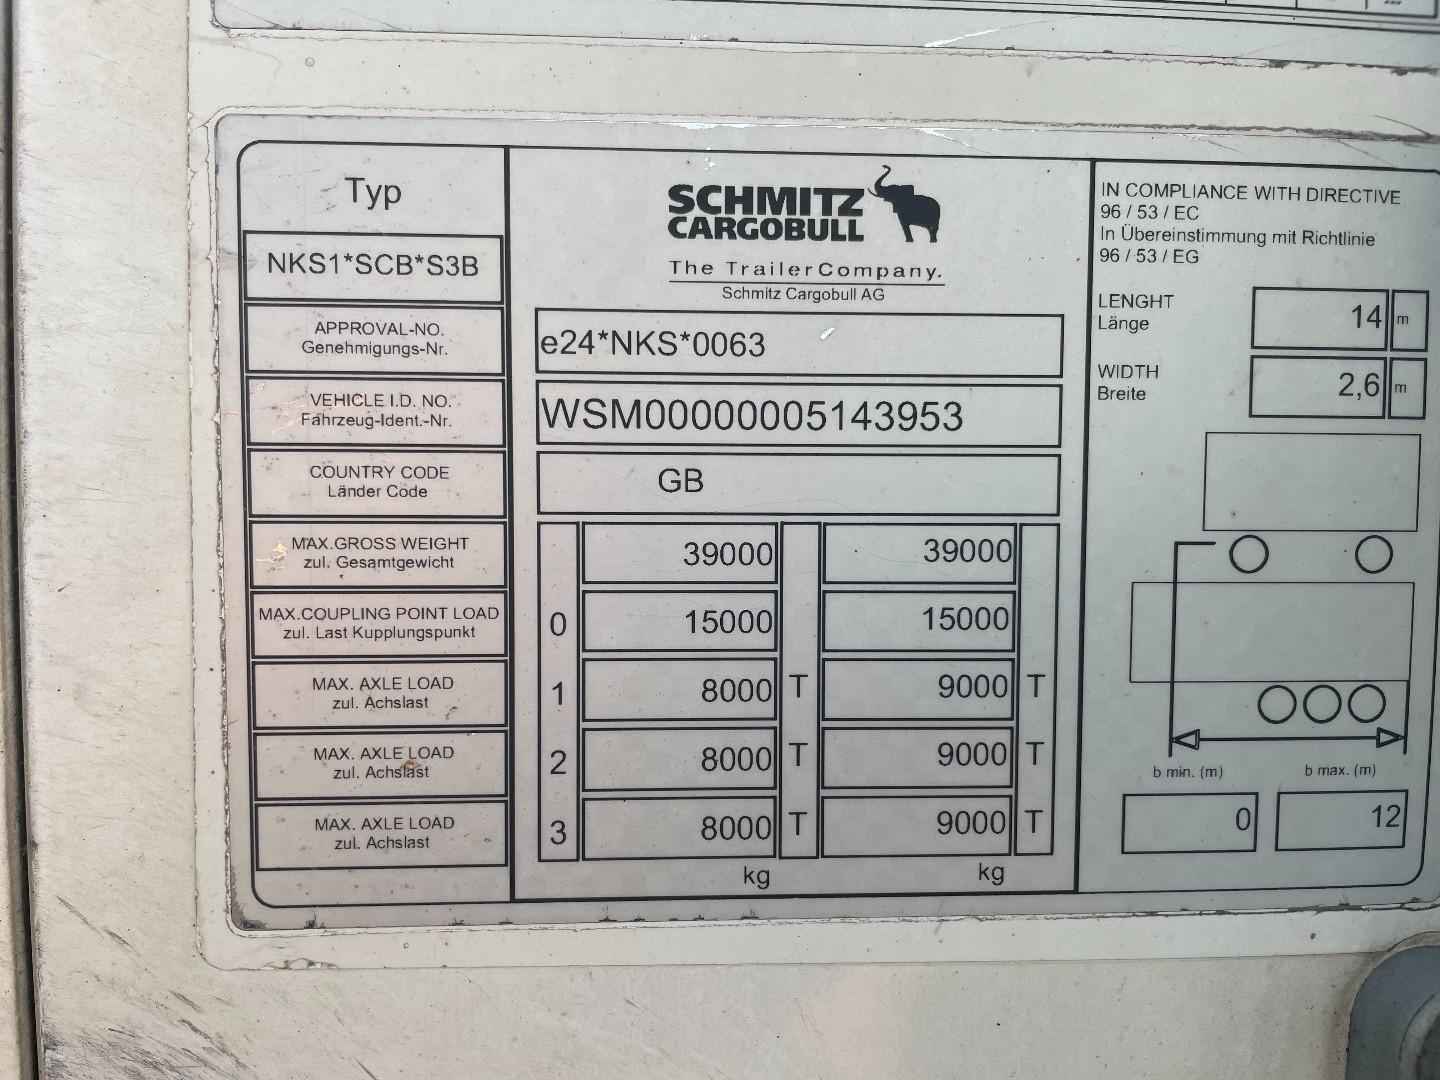 Typ
NKS1*SCB*S3B
SCHMITZ
CARGOBULL
The Trailer Company.
Schmitz Cargobull AG
APPROVAL-NO.
Genehmigungs-Nr.
e24*NKS*0063
VEHICLE I.D. NO.
Fahrzeug-Ident.-Nr.
WSM00000005143953
COUNTRY CODE
Länder Code
GB
MAX.GROSS WEIGHT
zul. Gesamtgewicht
39000 39000
MAX.COUPLING POINT LOAD
zul. Last Kupplungspunkt
0 15000 15000
MAX. AXLE LOAD
zul. Achslast
1 8000 T 9000 T
MAX. AXLE LOAD
zul. Achslast
2 8000 T 9000 T
MAX. AXLE LOAD
zul. Achslast
3 8000 T 9000 T
kg kg
IN COMPLIANCE WITH DIRECTIVE
96 / 53 / EC
In Übereinstimmung mit Richtlinie
96 / 53 / EG
LENGHT
Länge
14 m
WIDTH
Breite
2,6 m
b min. (m) b max. (m)
0 12